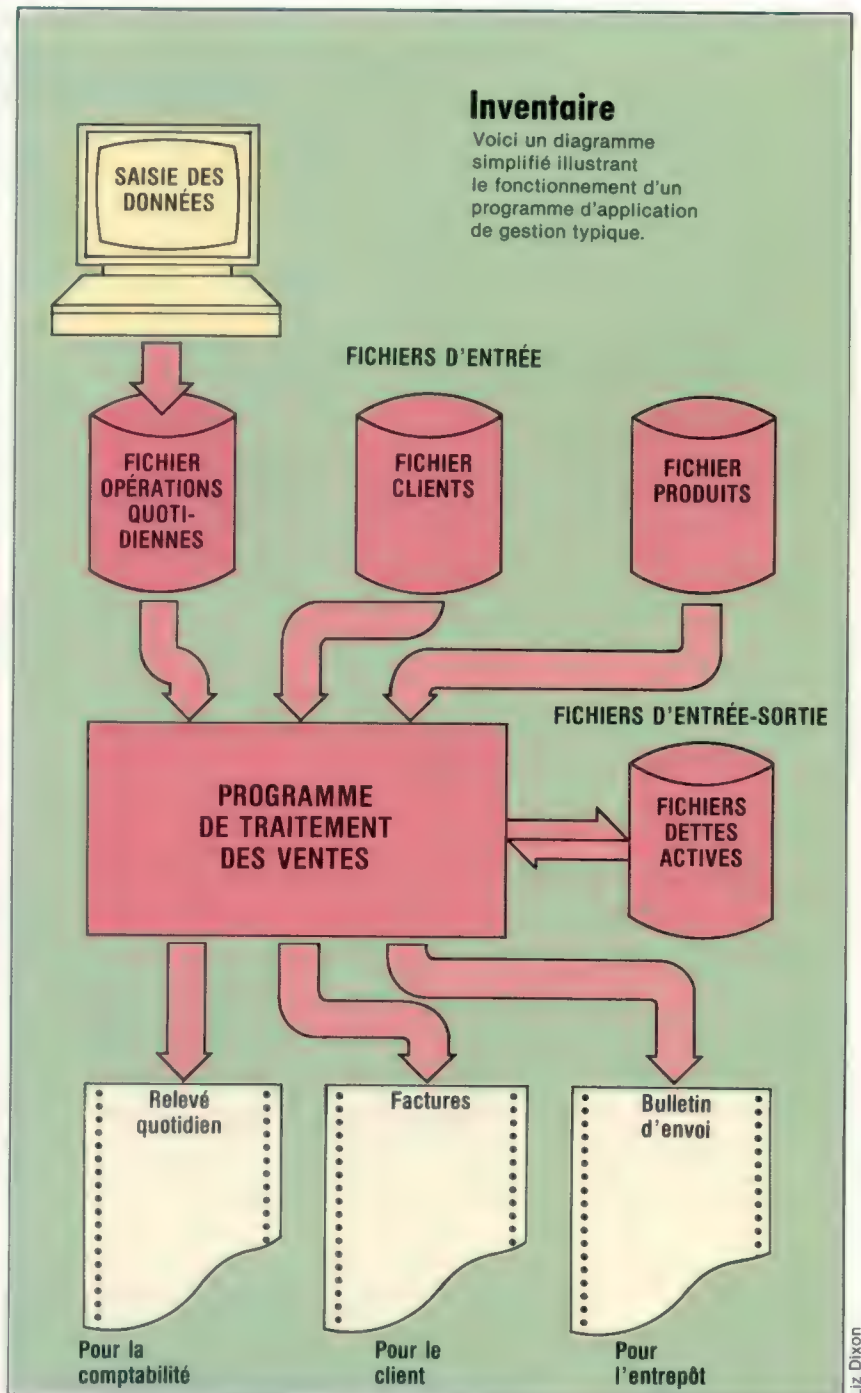 Inventaire
Voici un diagramme
simplifié illustrant
le fonctionnement d'un
programme d'application
de gestion typique.
SAISIE DES
DONNÉES
FICHIERS D'ENTRÉE
FICHIER
OPÉRATIONS
QUOTI-
DIENNES
FICHIER
CLIENTS
FICHIER
PRODUITS
FICHIERS D'ENTRÉE-SORTIE
PROGRAMME
DE TRAITEMENT
DES VENTES
FICHIERS
DETTES
ACTIVES
Relevé
quotidien
Factures
Bulletin
d'envoi
Pour la
comptabilité
Pour le
client
Pour
l'entrepôt
Liz Dixon